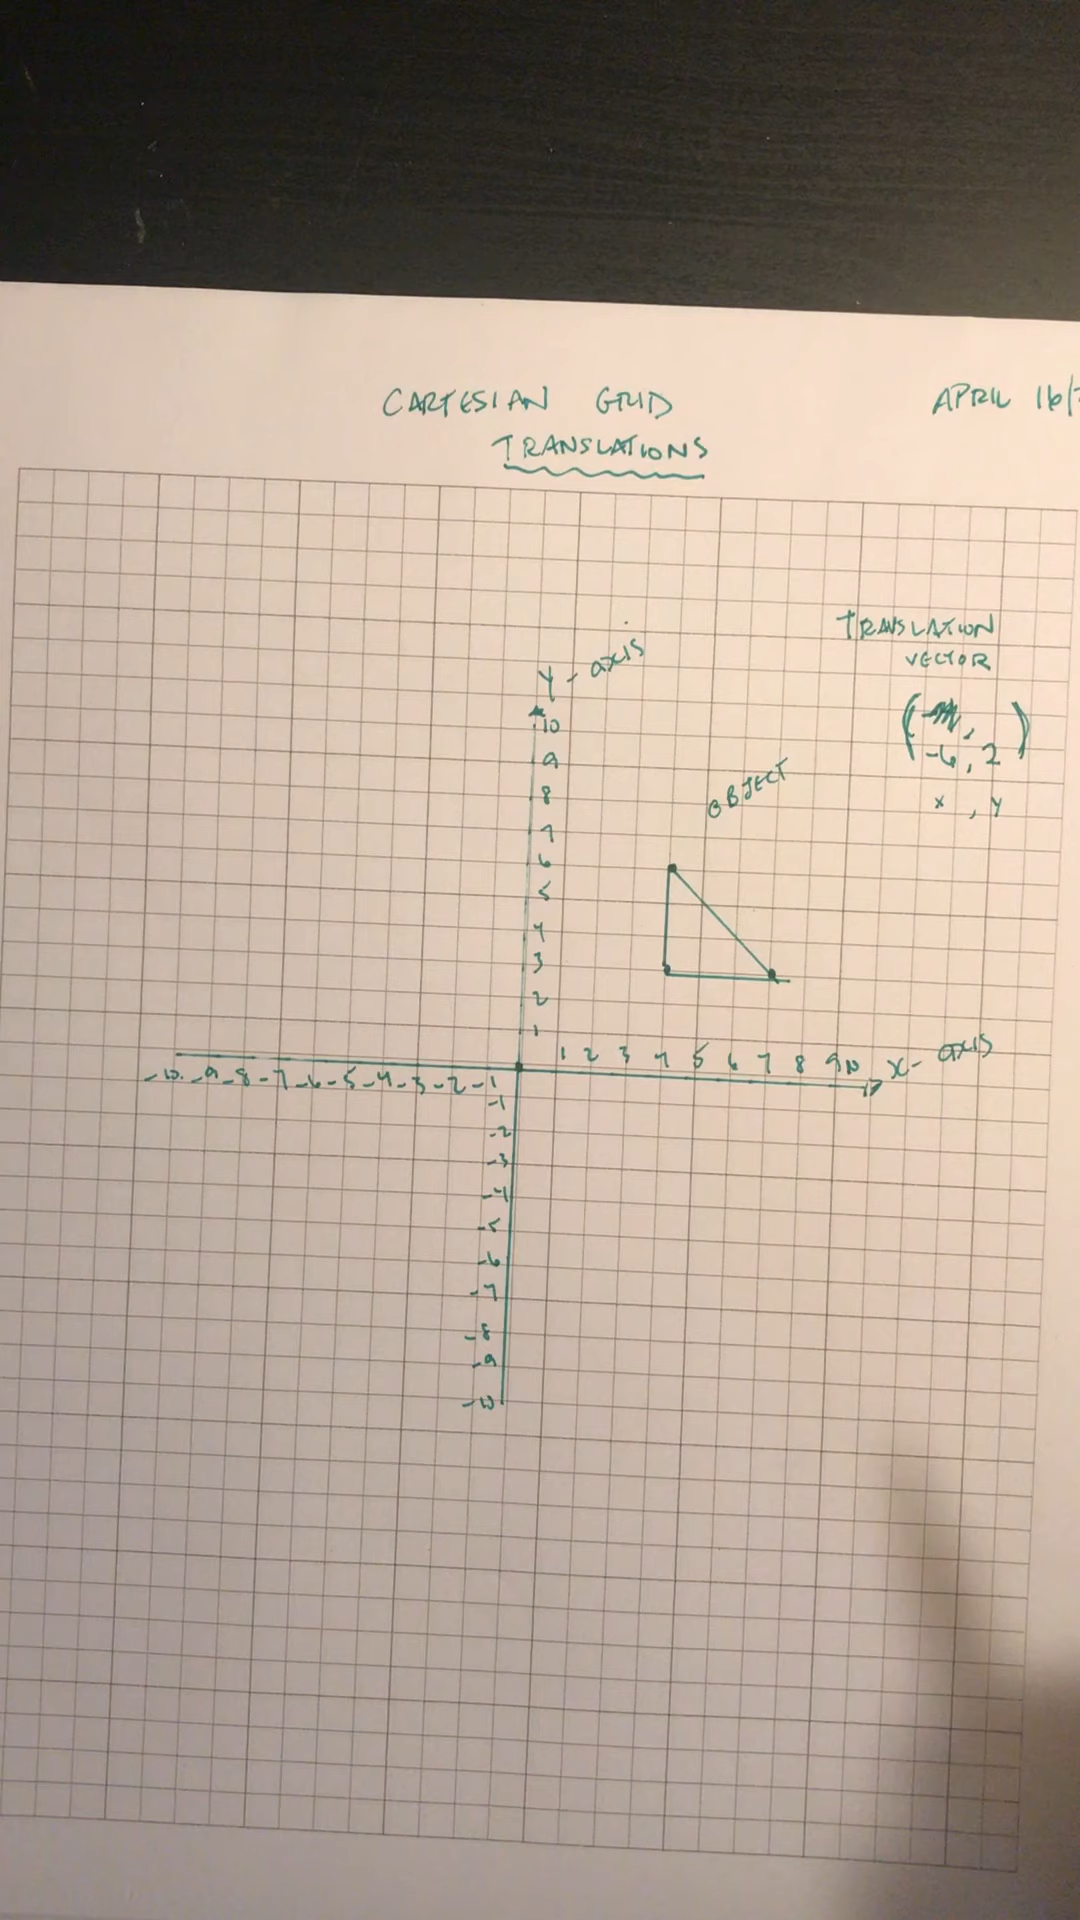 CARTESIAN GRID
TRANSLATIONS
APRIL 16/
TRANSLATION
VECTOR
(-6, 2)
x, y
Y-axis
OBJECT
10
9
8
7
6
5
4
3
2
1
1 2 3 4 5 6 7 8 9 10 x-axis
-10 -9 -8 -7 -6 -5 -4 -3 -2 -1
-1
-2
-3
-4
-5
-6
-7
-8
-9
-10